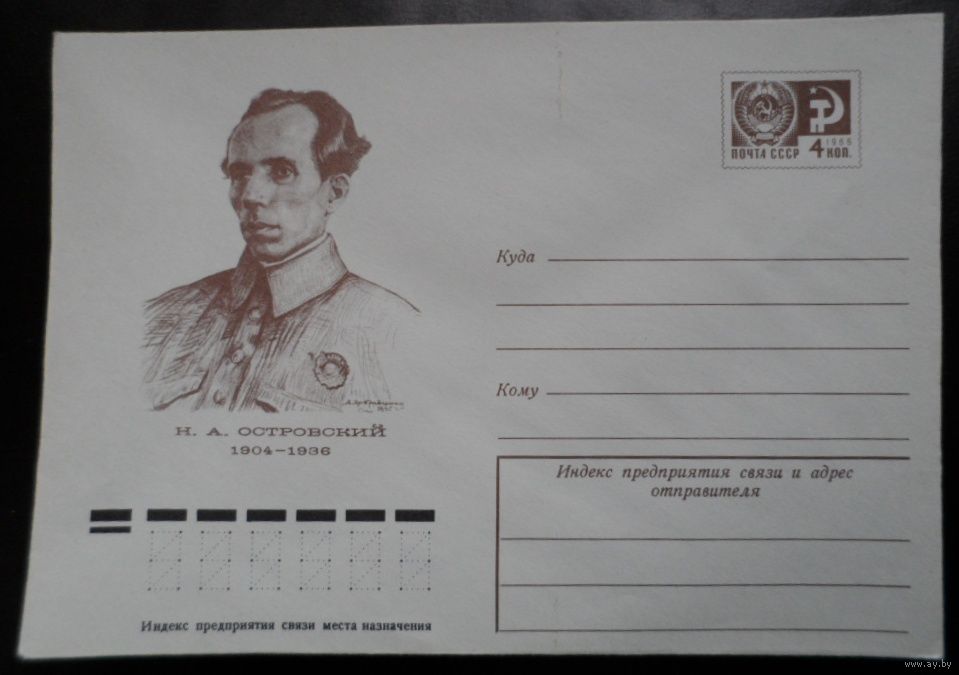 1966
ПОЧТА СССР 4 КОП.
Куда
Кому
Н. А. ОСТРОВСКИЙ
1904–1936
Индекс предприятия связи и адрес
отправителя
Индекс предприятия связи места назначения
www.ay.by